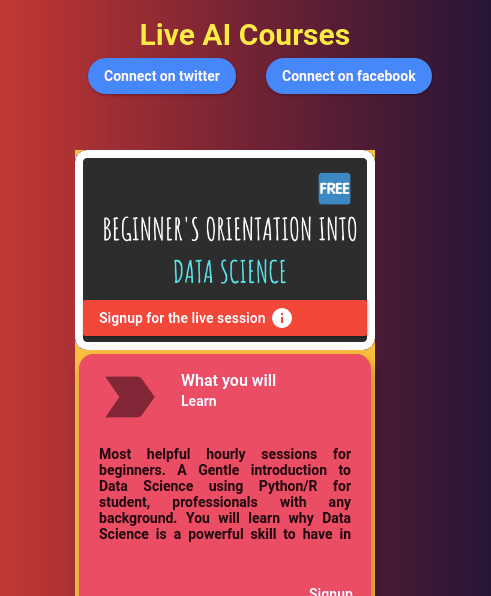 Live AI Courses
Connect on twitter
Connect on facebook
FREE
BEGINNER'S ORIENTATION INTO
DATA SCIENCE
Signup for the live session
What you will
Learn
Most helpful hourly sessions for
beginners. A Gentle introduction to
Data Science using Python/R for
student, professionals with any
background. You will learn why Data
Science is a powerful skill to have in
Signup